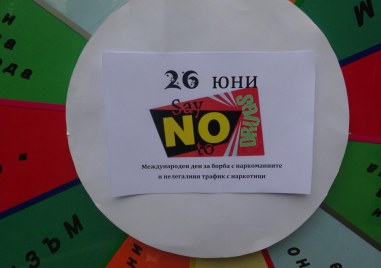 26 ЮНИ
Say
NO
to
DRUGS
Международен ден за борба с наркоманиите
и нелегалния трафик с наркотици